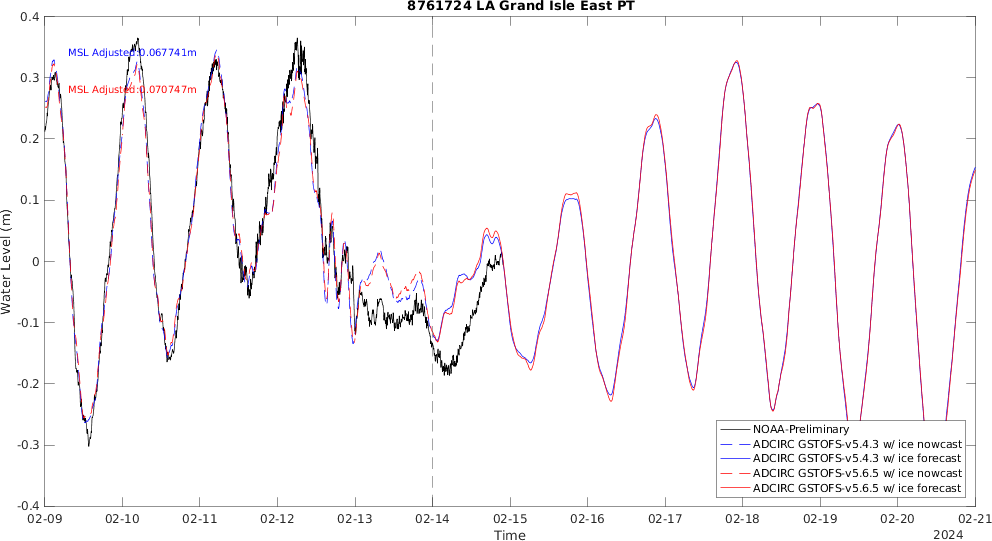 8761724 LA Grand Isle East PT
MSL Adjusted:0.067741m
MSL Adjusted:0.070747m
Water Level (m)
0.4
0.3
0.2
0.1
0
-0.1
-0.2
-0.3
-0.4
NOAA-Preliminary
ADCIRC GSTOFS-v5.4.3 w/ ice nowcast
ADCIRC GSTOFS-v5.4.3 w/ ice forecast
ADCIRC GSTOFS-v5.6.5 w/ ice nowcast
ADCIRC GSTOFS-v5.6.5 w/ ice forecast
02-09 02-10 02-11 02-12 02-13 02-14 02-15 02-16 02-17 02-18 02-19 02-20 02-21
Time
2024